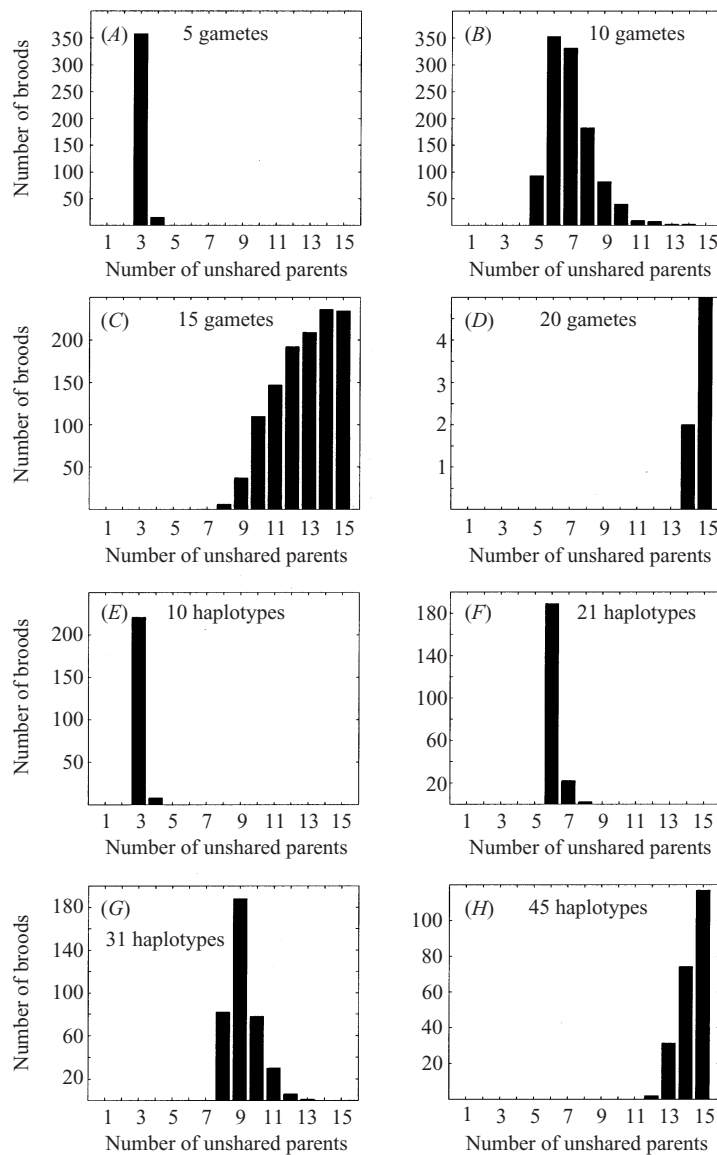 (A) 5 gametes
Number of broods
350
300
250
200
150
100
50
1 3 5 7 9 11 13 15
Number of unshared parents
(B) 10 gametes
350
300
250
200
150
100
50
1 3 5 7 9 11 13 15
Number of unshared parents
(C) 15 gametes
Number of broods
200
150
100
50
1 3 5 7 9 11 13 15
Number of unshared parents
(D) 20 gametes
4
3
2
1
1 3 5 7 9 11 13 15
Number of unshared parents
(E) 10 haplotypes
Number of broods
200
150
100
50
1 3 5 7 9 11 13 15
Number of unshared parents
(F) 21 haplotypes
180
140
100
60
20
1 3 5 7 9 11 13 15
Number of unshared parents
(G)
31 haplotypes
Number of broods
180
140
100
60
20
1 3 5 7 9 11 13 15
Number of unshared parents
(H) 45 haplotypes
100
80
60
40
20
1 3 5 7 9 11 13 15
Number of unshared parents